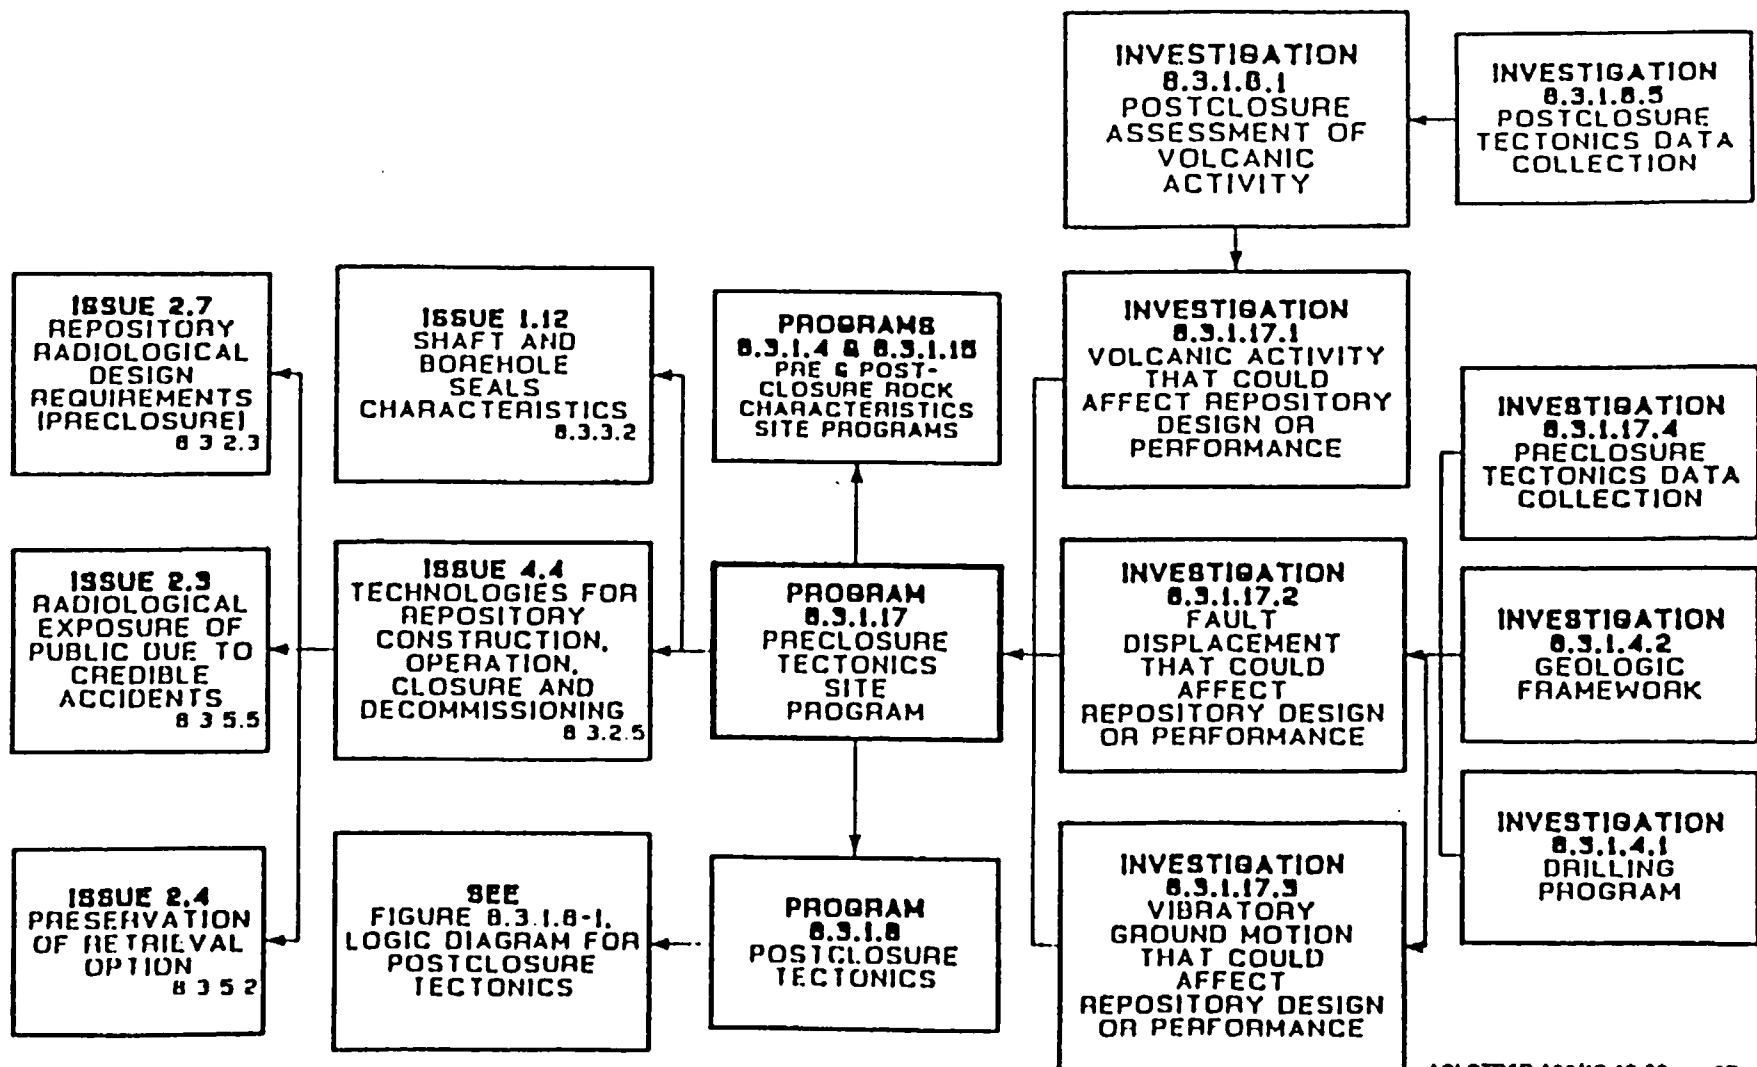 INVESTIGATION
8.3.1.8.1
POSTCLOSURE
ASSESSMENT OF
VOLCANIC
ACTIVITY
INVESTIGATION
8.3.1.8.5
POSTCLOSURE
TECTONICS DATA
COLLECTION
ISSUE 2.7
REPOSITORY
RADIOLOGICAL
DESIGN
REQUIREMENTS
(PRECLOSURE)
8 3 2.3
ISSUE 1.12
SHAFT AND
BOREHOLE
SEALS
CHARACTERISTICS
8.3.3.2
PROGRAMS
8.3.1.4 & 8.3.1.15
PRE & POST-
CLOSURE ROCK
CHARACTERISTICS
SITE PROGRAMS
INVESTIGATION
8.3.1.17.1
VOLCANIC ACTIVITY
THAT COULD
AFFECT REPOSITORY
DESIGN OR
PERFORMANCE
INVESTIGATION
8.3.1.17.4
PRECLOSURE
TECTONICS DATA
COLLECTION
ISSUE 2.3
RADIOLOGICAL
EXPOSURE OF
PUBLIC DUE TO
CREDIBLE
ACCIDENTS
8 3 5.5
ISSUE 4.4
TECHNOLOGIES FOR
REPOSITORY
CONSTRUCTION,
OPERATION,
CLOSURE AND
DECOMMISSIONING
8 3.2.5
PROGRAM
8.3.1.17
PRECLOSURE
TECTONICS
SITE
PROGRAM
INVESTIGATION
8.3.1.17.2
FAULT
DISPLACEMENT
THAT COULD
AFFECT
REPOSITORY DESIGN
OR PERFORMANCE
INVESTIGATION
8.3.1.4.2
GEOLOGIC
FRAMEWORK
INVESTIGATION
8.3.1.4.1
DRILLING
PROGRAM
ISSUE 2.4
PRESERVATION
OF RETRIEVAL
OPTION
8 3 5 2
SEE
FIGURE 8.3.1.8-1,
LOGIC DIAGRAM FOR
POSTCLOSURE
TECTONICS
PROGRAM
8.3.1.8
POSTCLOSURE
TECTONICS
INVESTIGATION
8.3.1.17.3
VIBRATORY
GROUND MOTION
THAT COULD
AFFECT
REPOSITORY DESIGN
OR PERFORMANCE